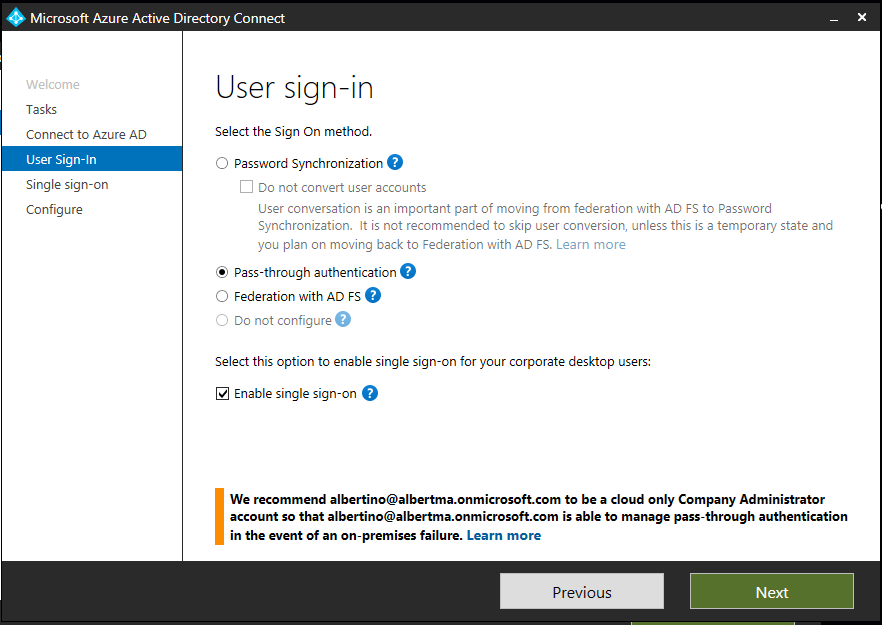 Microsoft Azure Active Directory Connect
Welcome
Tasks
Connect to Azure AD
User Sign-In
Single sign-on
Configure
User sign-in
Select the Sign On method.
Password Synchronization ?
Do not convert user accounts
User conversation is an important part of moving from federation with AD FS to Password
Synchronization. It is not recommended to skip user conversion, unless this is a temporary state and
you plan on moving back to Federation with AD FS. Learn more
Pass-through authentication ?
Federation with AD FS ?
Do not configure ?
Select this option to enable single sign-on for your corporate desktop users:
Enable single sign-on ?
We recommend albertino@albertma.onmicrosoft.com to be a cloud only Company Administrator
account so that albertino@albertma.onmicrosoft.com is able to manage pass-through authentication
in the event of an on-premises failure. Learn more
Previous
Next